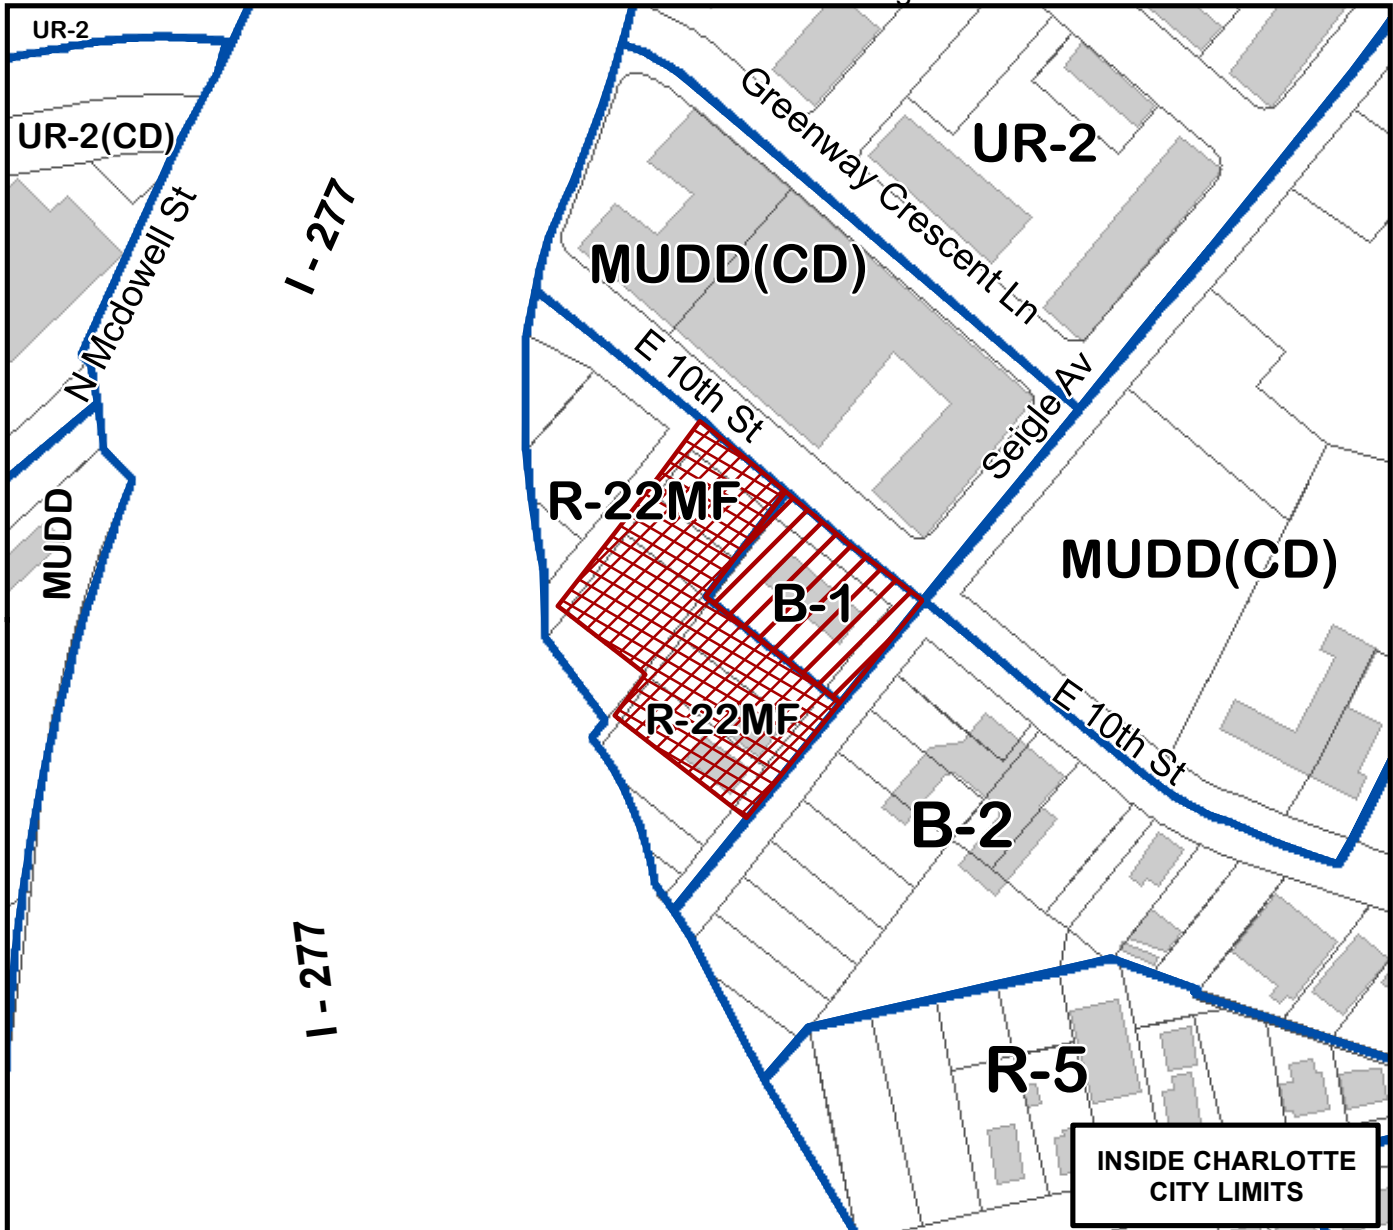 UR-2
UR-2(CD)
N Mcdowell St
I - 277
Greenway Crescent Ln
UR-2
MUDD(CD)
E 10th St
Seigle Av
R-22MF
MUDD
MUDD(CD)
B-1
R-22MF
E 10th St
B-2
I - 277
R-5
INSIDE CHARLOTTE
CITY LIMITS